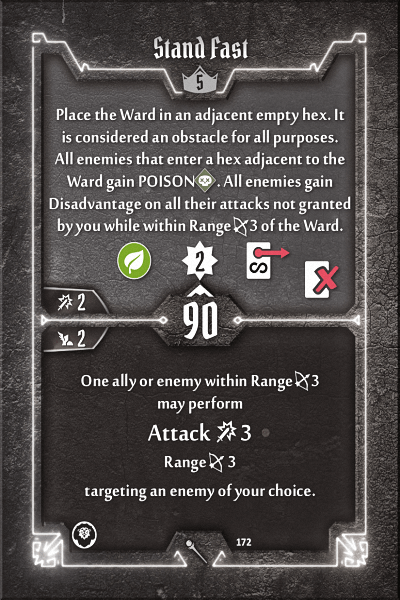 Stand Fast
5
Place the Ward in an adjacent empty hex. It
is considered an obstacle for all purposes.
All enemies that enter a hex adjacent to the
Ward gain POISON. All enemies gain
Disadvantage on all their attacks not granted
by you while within Range 3 of the Ward.
2
2
90
2
One ally or enemy within Range 3
may perform
Attack 3
Range 3
targeting an enemy of your choice.
172